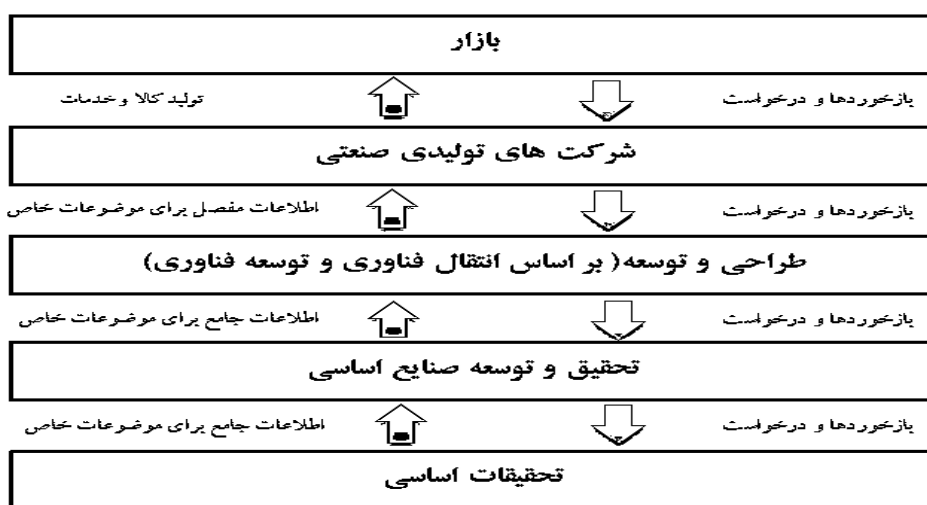 بازار
بازخوردها و درخواست
تولید کالا و خدمات
شرکت های تولیدی صنعتی
بازخوردها و درخواست
اطلاعات مفصل برای موضوعات خاص
طراحی و توسعه( بر اساس انتقال فناوری و توسعه فناوری)
بازخوردها و درخواست
اطلاعات جامع برای موضوعات خاص
تحقیق و توسعه صنایع اساسی
بازخوردها و درخواست
اطلاعات جامع برای موضوعات خاص
تحقیقات اساسی